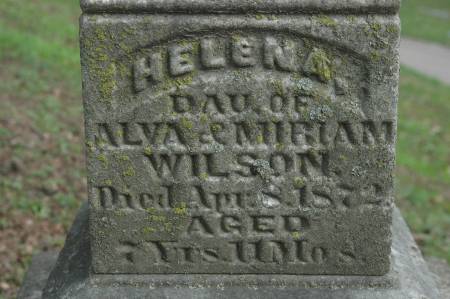 HELENA,
DAU. OF
ALVA & MIRIAM
WILSON.
Died Apr. 8. 1872
AGED
7 Yrs. 11 Mos.